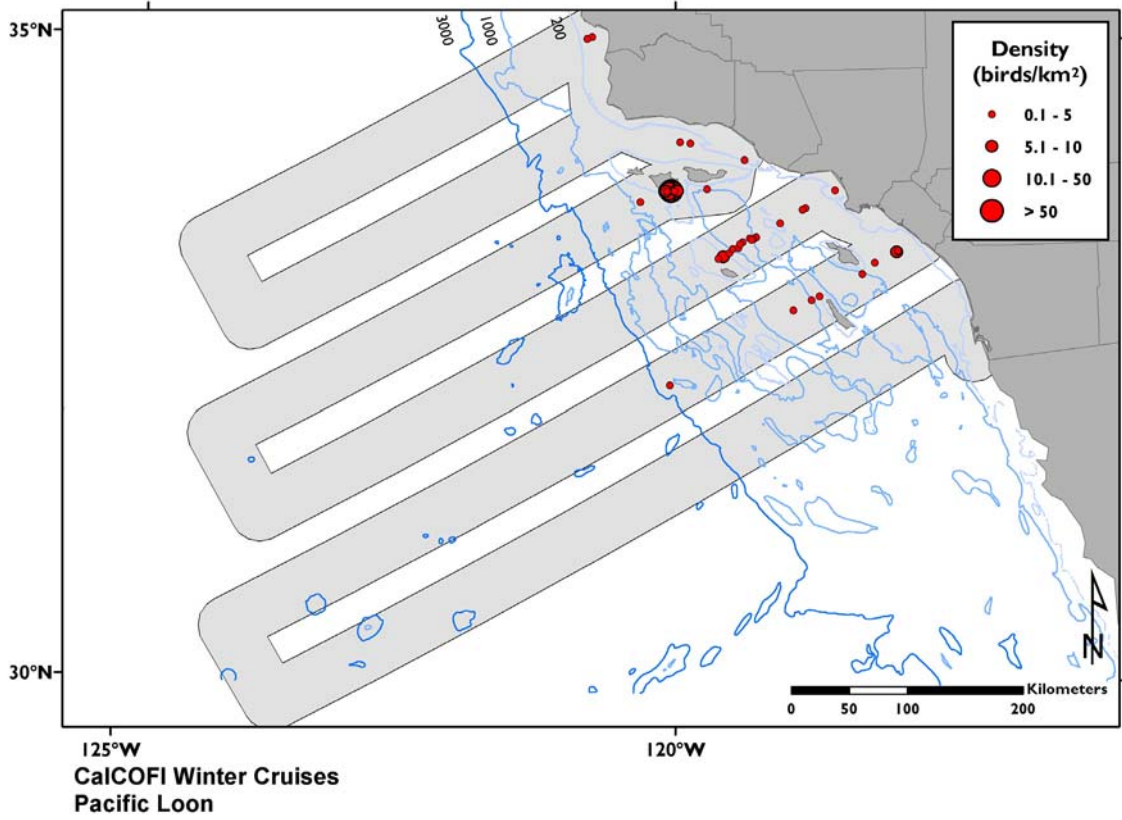 35°N
3000
1000
200
Density
(birds/km²)
0.1 - 5
5.1 - 10
10.1 - 50
> 50
30°N
N
Kilometers
0 50 100 200
125°W 120°W
CalCOFI Winter Cruises
Pacific Loon